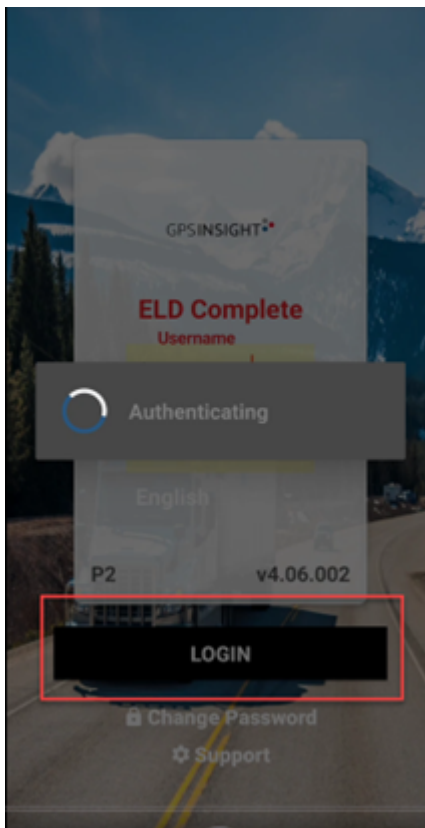 GPSINSIGHT
ELD Complete
Username
Authenticating
English
P2 v4.06.002
LOGIN
Change Password
Support